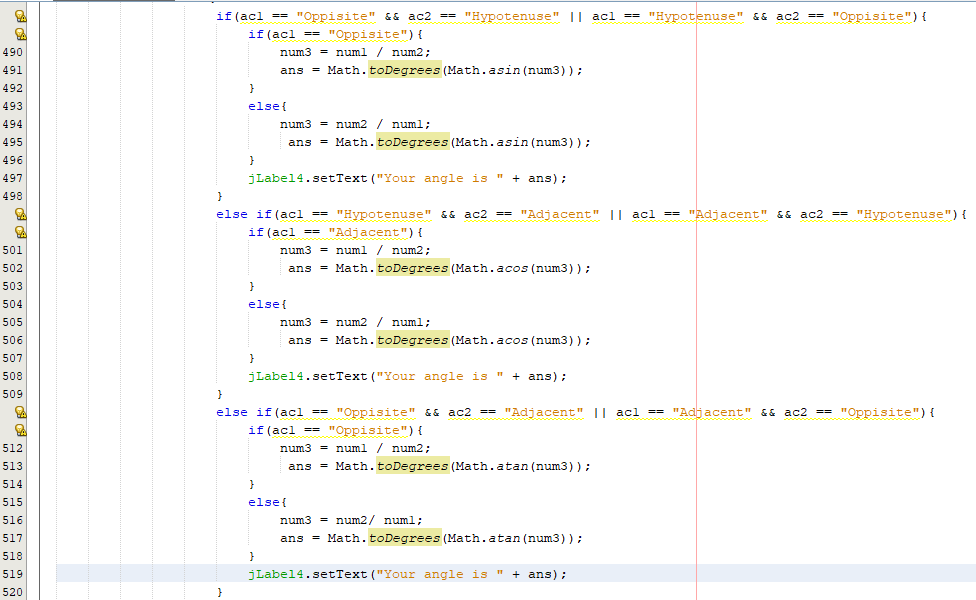 if(ac1 == "Oppisite" && ac2 == "Hypotenuse" || ac1 == "Hypotenuse" && ac2 == "Oppisite"){
if(ac1 == "Oppisite"){
490 num3 = num1 / num2;
491 ans = Math.toDegrees(Math.asin(num3));
492 }
493 else{
494 num3 = num2 / num1;
495 ans = Math.toDegrees(Math.asin(num3));
496 }
497 jLabel4.setText("Your angle is " + ans);
498 }
else if(ac1 == "Hypotenuse" && ac2 == "Adjacent" || ac1 == "Adjacent" && ac2 == "Hypotenuse"){
if(ac1 == "Adjacent"){
501 num3 = num1 / num2;
502 ans = Math.toDegrees(Math.acos(num3));
503 }
504 else{
505 num3 = num2 / num1;
506 ans = Math.toDegrees(Math.acos(num3));
507 }
508 jLabel4.setText("Your angle is " + ans);
509 }
else if(ac1 == "Oppisite" && ac2 == "Adjacent" || ac1 == "Adjacent" && ac2 == "Oppisite"){
if(ac1 == "Oppisite"){
512 num3 = num1 / num2;
513 ans = Math.toDegrees(Math.atan(num3));
514 }
515 else{
516 num3 = num2/ num1;
517 ans = Math.toDegrees(Math.atan(num3));
518 }
519 jLabel4.setText("Your angle is " + ans);
520 }